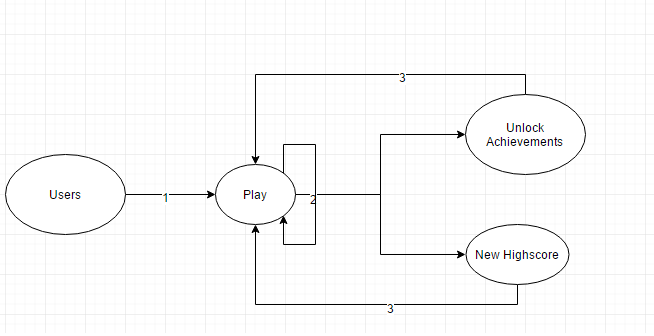 3
Unlock
Achievements
Users
1
Play
2
New Highscore
3